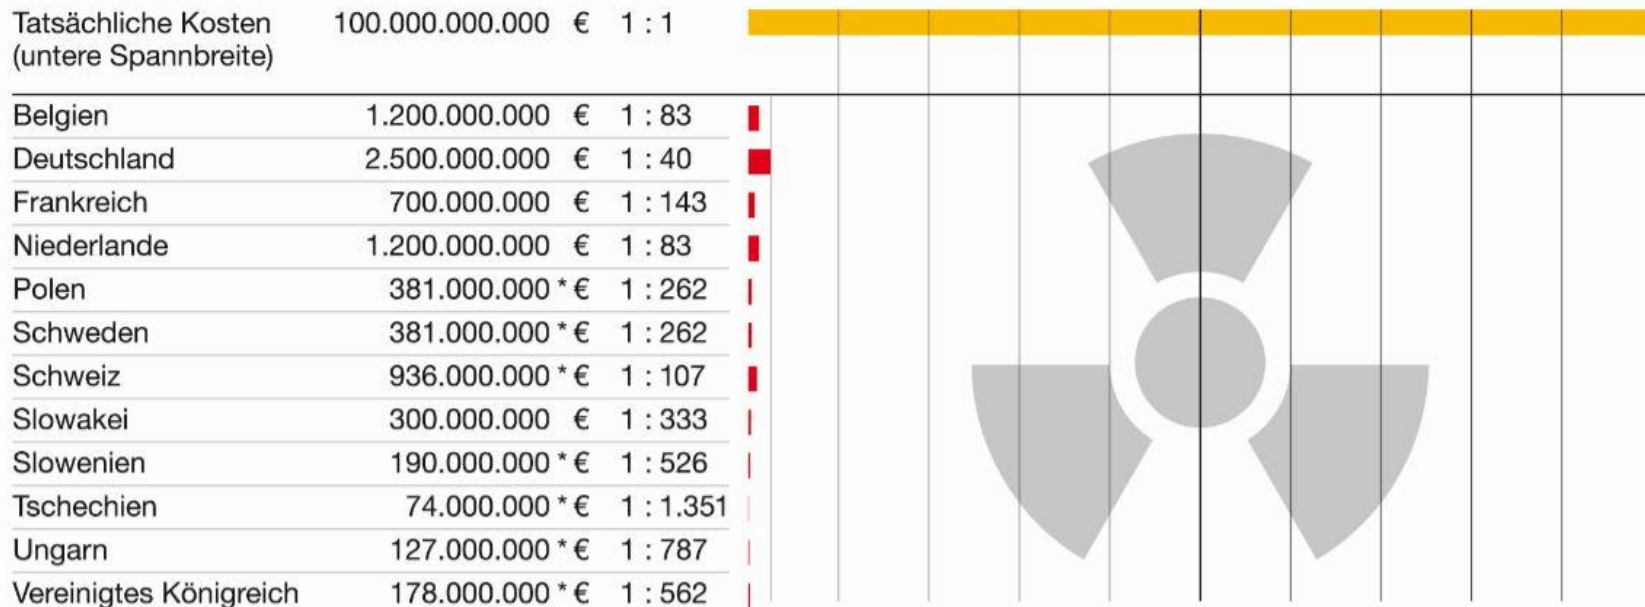 Tatsächliche Kosten 100.000.000.000 € 1 : 1
(untere Spannbreite)
Belgien 1.200.000.000 € 1 : 83
Deutschland 2.500.000.000 € 1 : 40
Frankreich 700.000.000 € 1 : 143
Niederlande 1.200.000.000 € 1 : 83
Polen 381.000.000 * € 1 : 262
Schweden 381.000.000 * € 1 : 262
Schweiz 936.000.000 * € 1 : 107
Slowakei 300.000.000 € 1 : 333
Slowenien 190.000.000 * € 1 : 526
Tschechien 74.000.000 * € 1 : 1.351
Ungarn 127.000.000 * € 1 : 787
Vereinigtes Königreich 178.000.000 * € 1 : 562